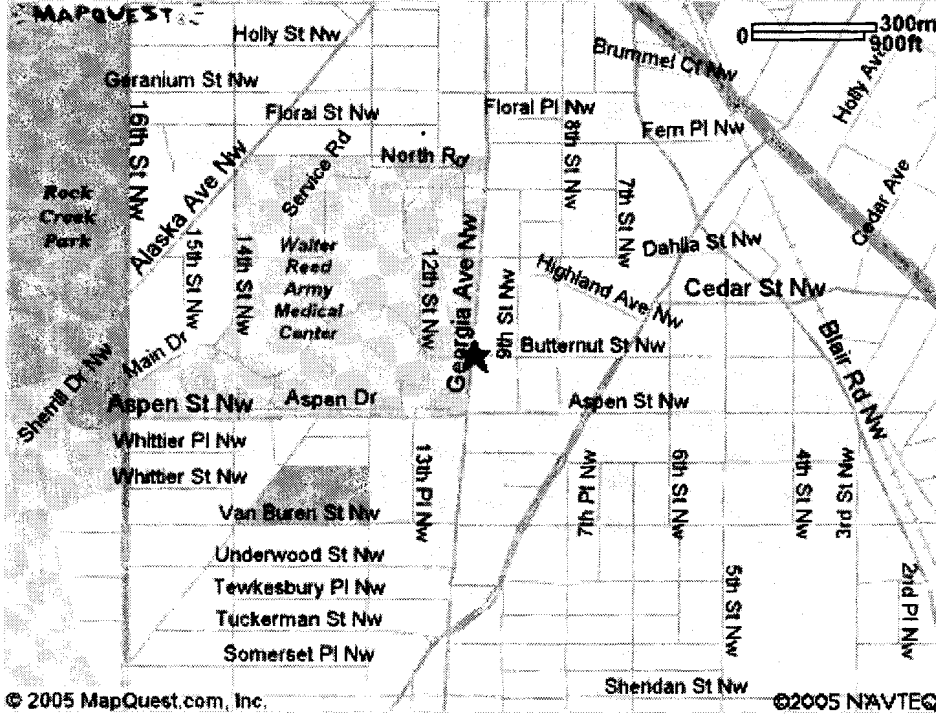 MAPQUEST
300m
0
900ft
Holly St Nw
Brummel Ct Nw
Holly Ave
Geranium St Nw
16th St Nw
Floral St Nw
Floral Pl Nw
8th St Nw
Fern Pl Nw
Alaska Ave Nw
Service Rd
North Rd
7th St Nw
Cedar Ave
Rock
Creek
Park
15th St Nw
14th St Nw
Walter
Reed
Army
Medical
Center
12th St Nw
Georgia Ave Nw
9th St Nw
Highland Ave Nw
Dahlia St Nw
Cedar St Nw
Sherrill Dr Nw
Main Dr
Butternut St Nw
Blair Rd Nw
Aspen St Nw
Aspen Dr
Aspen St Nw
Whittier Pl Nw
Whittier St Nw
13th Pl Nw
7th Pl Nw
6th St Nw
4th St Nw
3rd St Nw
Van Buren St Nw
Underwood St Nw
Tewkesbury Pl Nw
5th St Nw
2nd Pl Nw
Tuckerman St Nw
Somerset Pl Nw
Sheridan St Nw
© 2005 MapQuest.com, Inc.
©2005 NAVTEQ